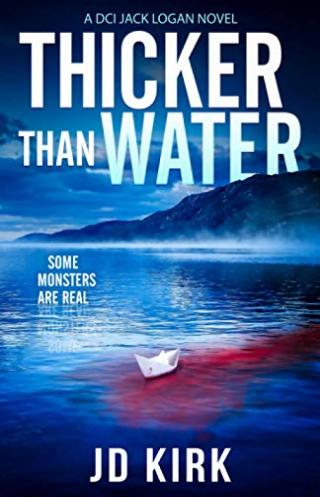 A DCI JACK LOGAN NOVEL
THICKER
THAN WATER
SOME
MONSTERS
ARE REAL
JD KIRK